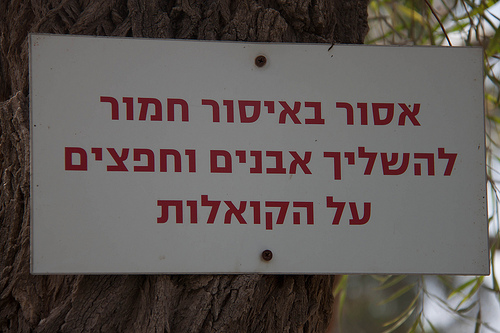 אסור באיסור חמור
להשליך אבנים וחפצים
על הקואלות